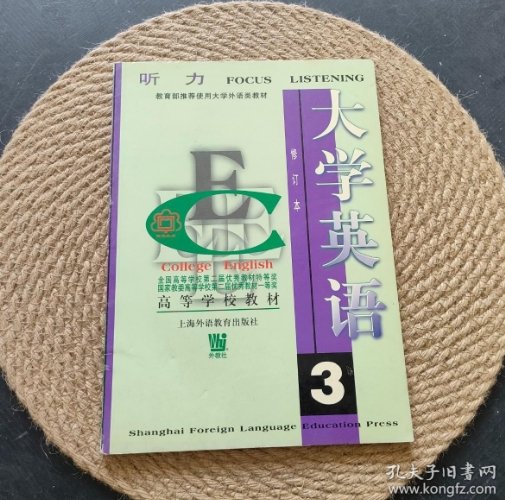 听力 FOCUS LISTENING
教育部推荐使用大学外语类教材
大学英语
修订本
E
C
College English
全国高等学校第二届优秀教材特等奖
国家教委高等学校第二届优秀教材一等奖
高等学校教材
上海外语教育出版社
外教社
3
Shanghai Foreign Language Education Press
孔夫子旧书网
www.kongfz.com